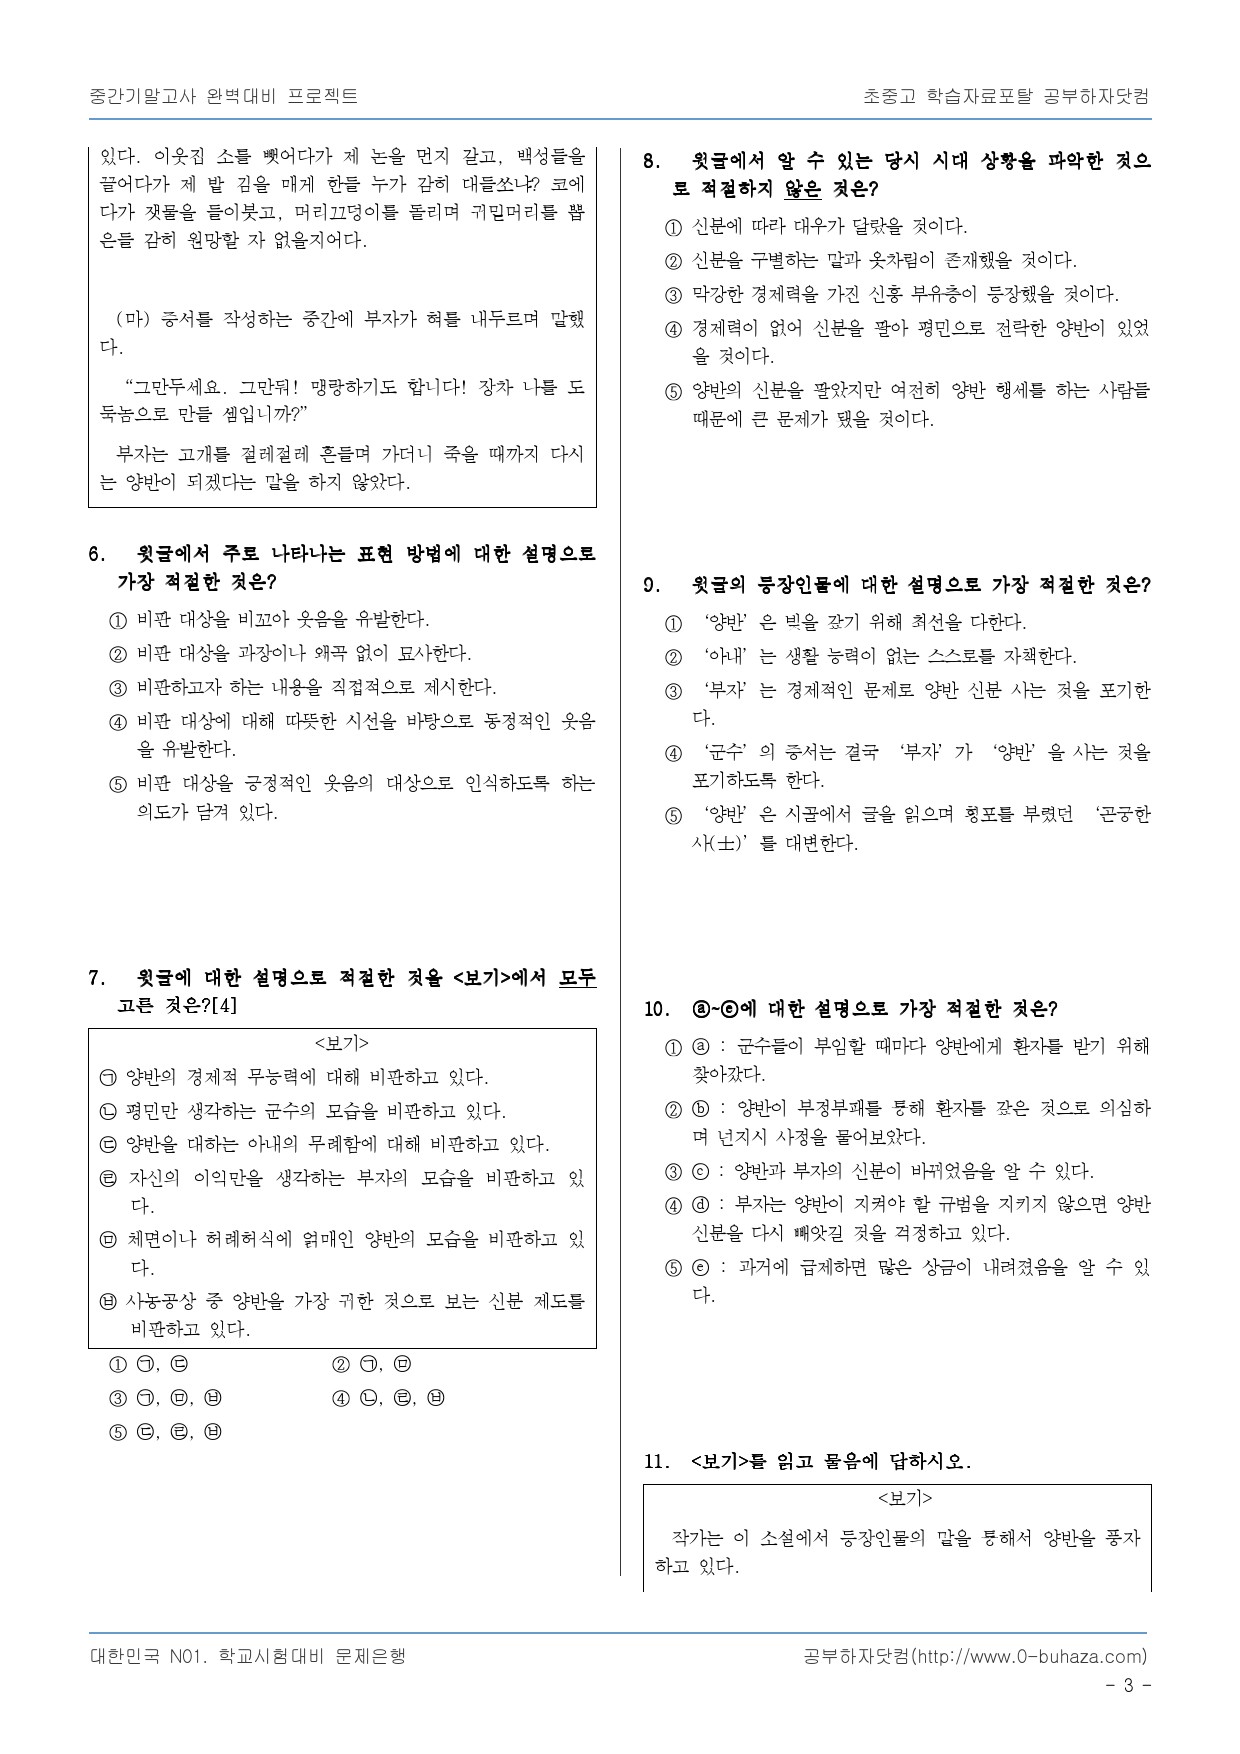 중간기말고사 완벽대비 프로젝트
초중고 학습자료포탈 공부하자닷컴
있다. 이웃집 소를 뺏어다가 제 논을 먼저 갈고, 백성들을
끌어다가 제 밭 김을 매게 한들 누가 감히 대들쏘냐? 코에
다가 잿물을 들이붓고, 머리끄덩이를 돌리며 귀밑머리를 뽑
은들 감히 원망할 자 없을지어다.
(마) 증서를 작성하는 중간에 부자가 혀를 내두르며 말했
다.
“그만두세요. 그만둬! 맹랑하기도 합니다! 장차 나를 도
둑놈으로 만들 셈입니까?”
부자는 고개를 절레절레 흔들며 가더니 죽을 때까지 다시
는 양반이 되겠다는 말을 하지 않았다.
6. 윗글에서 주로 나타나는 표현 방법에 대한 설명으로
가장 적절한 것은?
① 비판 대상을 비꼬아 웃음을 유발한다.
② 비판 대상을 과장이나 왜곡 없이 묘사한다.
③ 비판하고자 하는 내용을 직접적으로 제시한다.
④ 비판 대상에 대해 따뜻한 시선을 바탕으로 동정적인 웃음
을 유발한다.
⑤ 비판 대상을 긍정적인 웃음의 대상으로 인식하도록 하는
의도가 담겨 있다.
7. 윗글에 대한 설명으로 적절한 것을 <보기>에서 모두
고른 것은?[4]
<보기>
㉠ 양반의 경제적 무능력에 대해 비판하고 있다.
㉡ 평민만 생각하는 군수의 모습을 비판하고 있다.
㉢ 양반을 대하는 아내의 무례함에 대해 비판하고 있다.
㉣ 자신의 이익만을 생각하는 부자의 모습을 비판하고 있
다.
㉤ 체면이나 허례허식에 얽매인 양반의 모습을 비판하고 있
다.
㉥ 사농공상 중 양반을 가장 귀한 것으로 보는 신분 제도를
비판하고 있다.
① ㉠, ㉢ ② ㉠, ㉤
③ ㉠, ㉤, ㉥ ④ ㉡, ㉣, ㉥
⑤ ㉢, ㉣, ㉥
8. 윗글에서 알 수 있는 당시 시대 상황을 파악한 것으
로 적절하지 않은 것은?
① 신분에 따라 대우가 달랐을 것이다.
② 신분을 구별하는 말과 옷차림이 존재했을 것이다.
③ 막강한 경제력을 가진 신흥 부유층이 등장했을 것이다.
④ 경제력이 없어 신분을 팔아 평민으로 전락한 양반이 있었
을 것이다.
⑤ 양반의 신분을 팔았지만 여전히 양반 행세를 하는 사람들
때문에 큰 문제가 됐을 것이다.
9. 윗글의 등장인물에 대한 설명으로 가장 적절한 것은?
① ‘양반’은 빚을 갚기 위해 최선을 다한다.
② ‘아내’는 생활 능력이 없는 스스로를 자책한다.
③ ‘부자’는 경제적인 문제로 양반 신분 사는 것을 포기한
다.
④ ‘군수’의 증서는 결국 ‘부자’가 ‘양반’을 사는 것을
포기하도록 한다.
⑤ ‘양반’은 시골에서 글을 읽으며 횡포를 부렸던 ‘곤궁한
사(士)’를 대변한다.
10. ⓐ~ⓔ에 대한 설명으로 가장 적절한 것은?
① ⓐ : 군수들이 부임할 때마다 양반에게 환자를 받기 위해
찾아갔다.
② ⓑ : 양반이 부정부패를 통해 환자를 갚은 것으로 의심하
며 넌지시 사정을 물어보았다.
③ ⓒ : 양반과 부자의 신분이 바뀌었음을 알 수 있다.
④ ⓓ : 부자는 양반이 지켜야 할 규범을 지키지 않으면 양반
신분을 다시 빼앗길 것을 걱정하고 있다.
⑤ ⓔ : 과거에 급제하면 많은 상금이 내려졌음을 알 수 있
다.
11. <보기>를 읽고 물음에 답하시오.
<보기>
작가는 이 소설에서 등장인물의 말을 통해서 양반을 풍자
하고 있다.
대한민국 N01. 학교시험대비 문제은행
공부하자닷컴(http://www.0-buhaza.com)
- 3 -